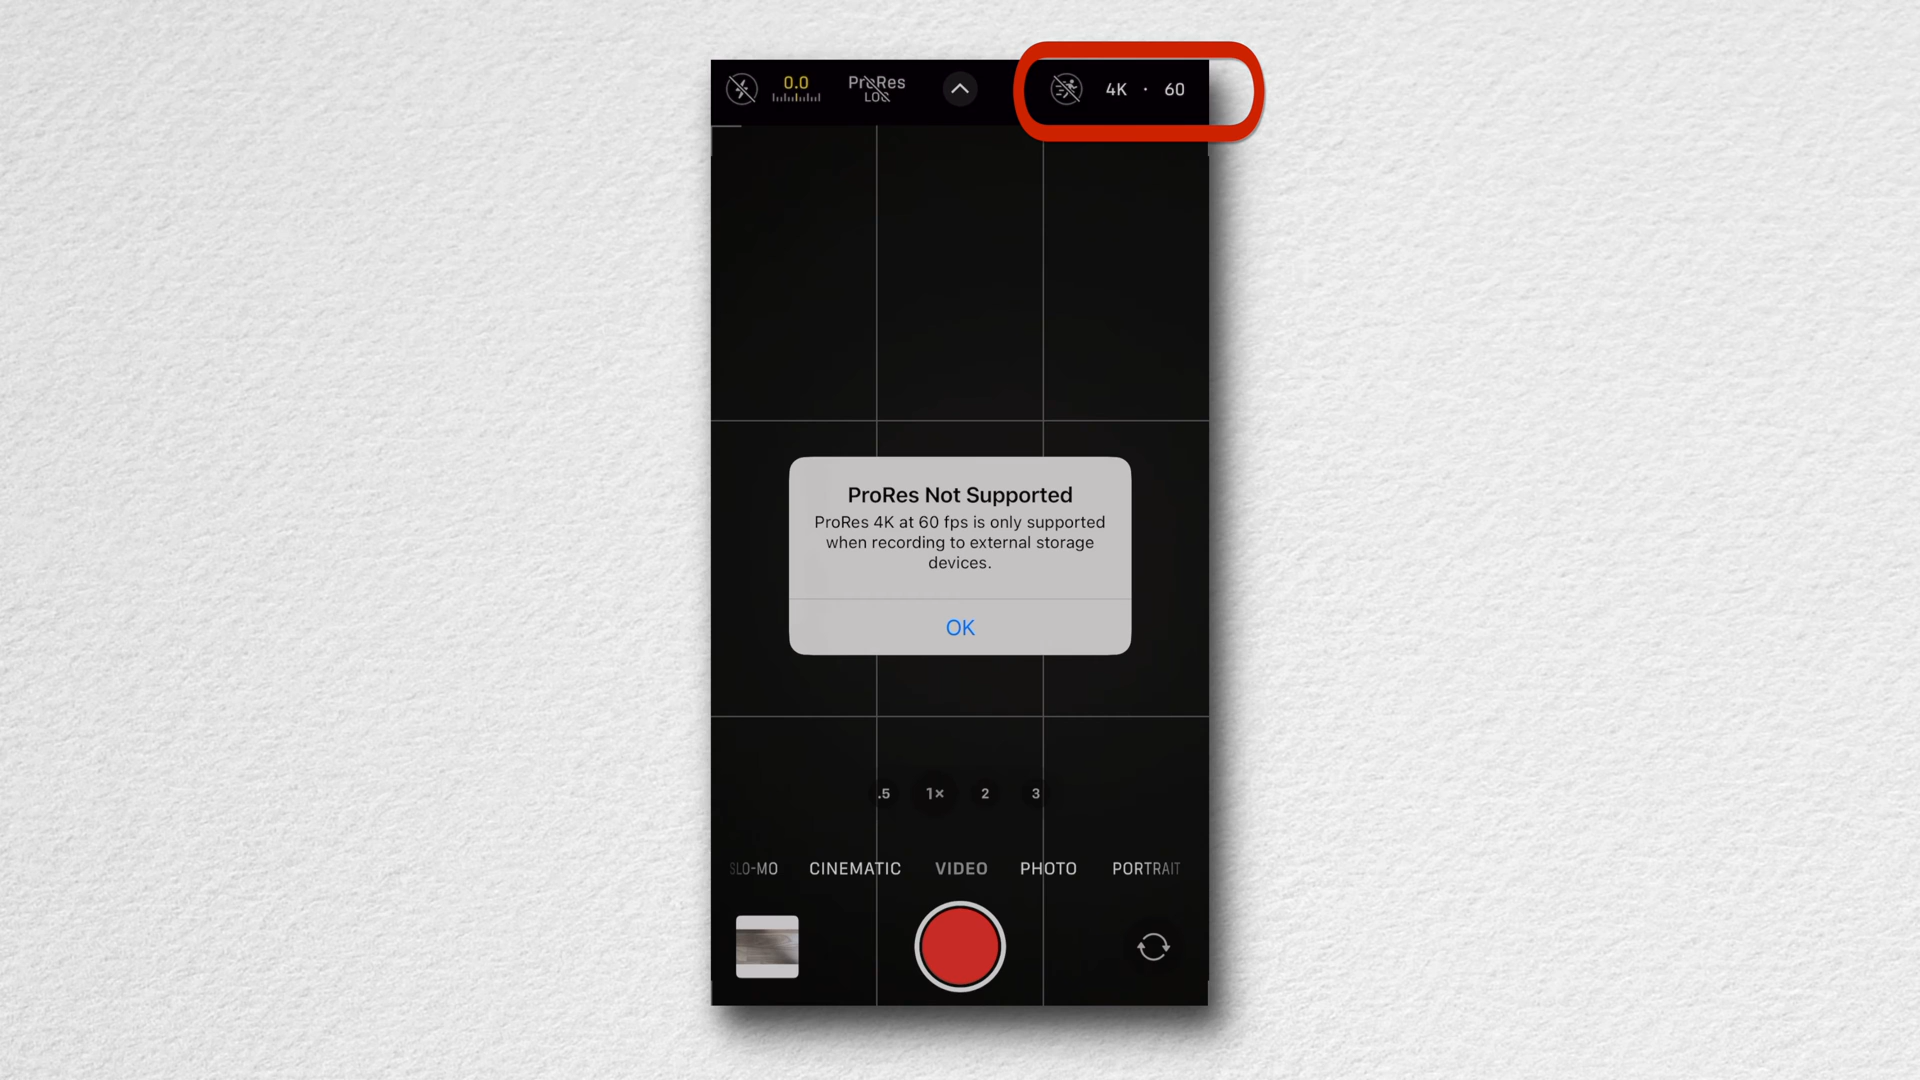 0.0
ProRes
LOG
4K · 60
ProRes Not Supported
ProRes 4K at 60 fps is only supported
when recording to external storage
devices.
OK
.5 1× 2 3
SLO-MO CINEMATIC VIDEO PHOTO PORTRAIT